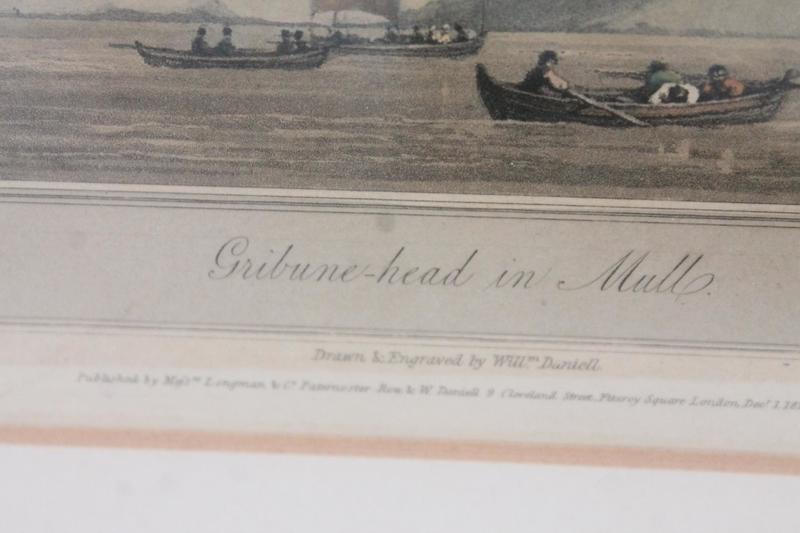 Gribune-head in Mull.
Drawn & Engraved by Will.m Daniell.
Published by Messrs Longman & Co. Paternoster Row & W. Daniell 9 Cleveland Street, Fitzroy Square London, Decr. 1.